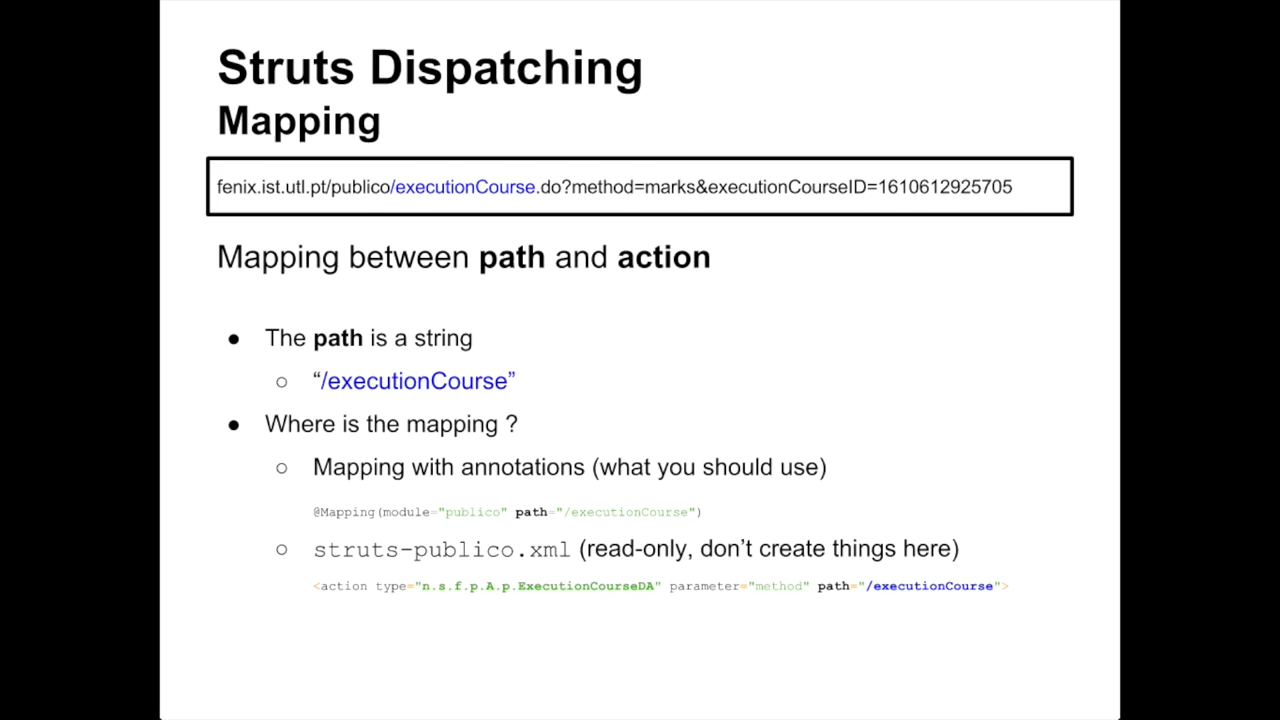 Struts Dispatching
Mapping
fenix.ist.utl.pt/publico/executionCourse.do?method=marks&executionCourseID=1610612925705
Mapping between path and action
● The path is a string
○ “/executionCourse”
● Where is the mapping ?
○ Mapping with annotations (what you should use)
@Mapping(module="publico" path="/executionCourse")
○ struts-publico.xml (read-only, don’t create things here)
<action type="n.s.f.p.A.p.ExecutionCourseDA" parameter="method" path="/executionCourse">